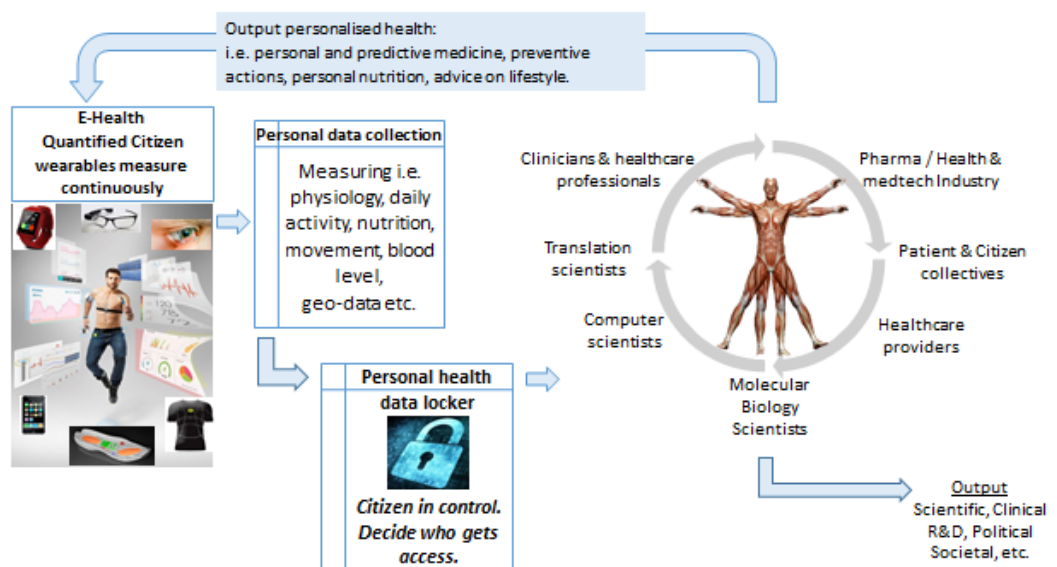 Output personalised health:
i.e. personal and predictive medicine, preventive
actions, personal nutrition, advice on lifestyle.
E-Health
Quantified Citizen
wearables measure
continuously
Personal data collection
Measuring i.e.
physiology, daily
activity, nutrition,
movement, blood
level,
geo-data etc.
Personal health
data locker
Citizen in control.
Decide who gets
access.
Clinicians & healthcare
professionals
Translation
scientists
Computer
scientists
Pharma / Health &
medtech Industry
Patient & Citizen
collectives
Healthcare
providers
Molecular
Biology
Scientists
Output
Scientific, Clinical
R&D, Political
Societal, etc.